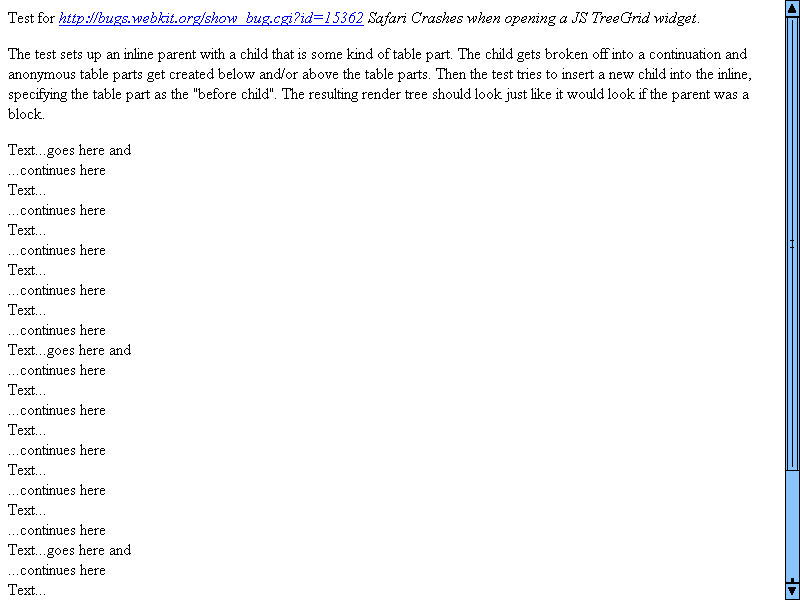 Test for http://bugs.webkit.org/show_bug.cgi?id=15362 Safari Crashes when opening a JS TreeGrid widget.
The test sets up an inline parent with a child that is some kind of table part. The child gets broken off into a continuation and
anonymous table parts get created below and/or above the table parts. Then the test tries to insert a new child into the inline,
specifying the table part as the "before child". The resulting render tree should look just like it would look if the parent was a
block.
Text...goes here and
...continues here
Text...
...continues here
Text...
...continues here
Text...
...continues here
Text...
...continues here
Text...goes here and
...continues here
Text...
...continues here
Text...
...continues here
Text...
...continues here
Text...
...continues here
Text...goes here and
...continues here
Text...